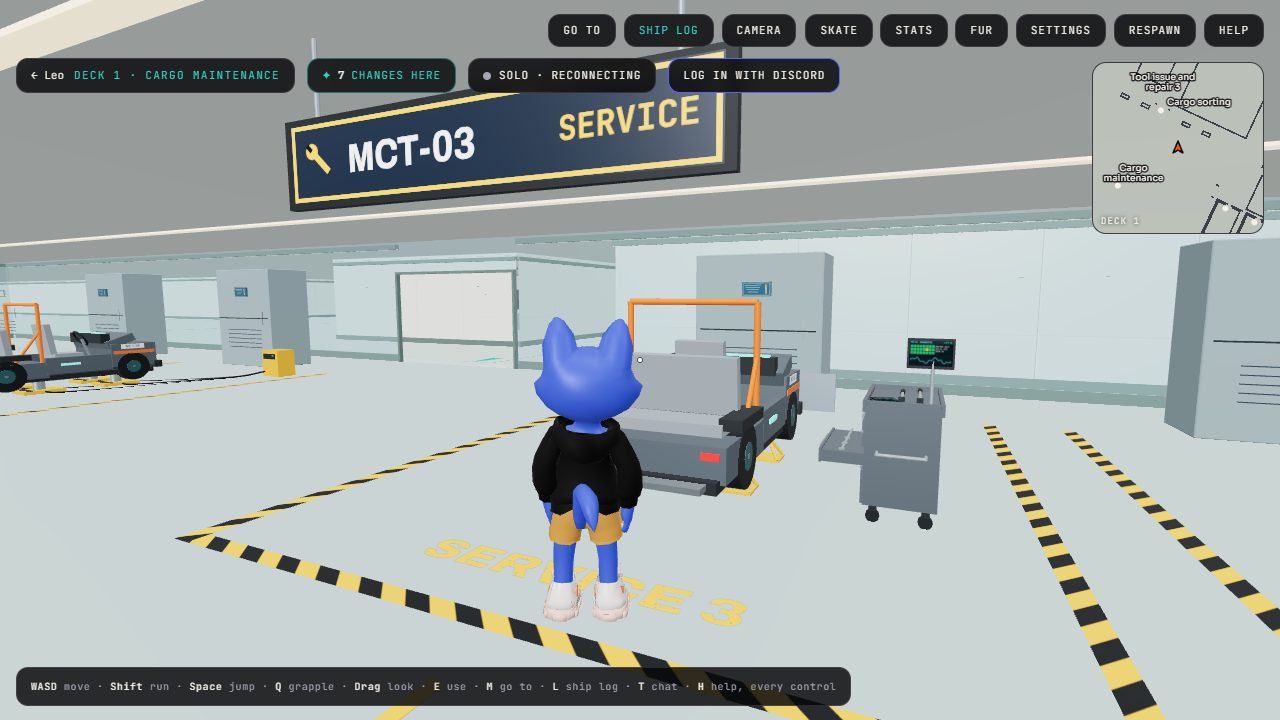 GO TO
SHIP LOG
CAMERA
SKATE
STATS
FUR
SETTINGS
RESPAWN
HELP
← Leo DECK 1 · CARGO MAINTENANCE
✦ 7 CHANGES HERE
SOLO · RECONNECTING
LOG IN WITH DISCORD
MCT-03
SERVICE
Tool issue and
repair 3
Cargo sorting
Cargo
maintenance
DECK 1
SERVICE 3
WASD move · Shift run · Space jump · Q grapple · Drag look · E use · M go to · L ship log · T chat · H help, every control